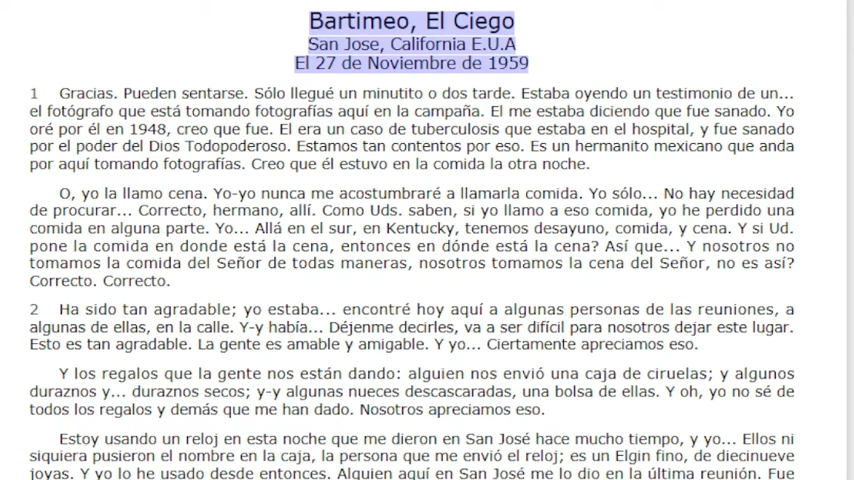 Bartimeo, El Ciego
San Jose, California E.U.A
El 27 de Noviembre de 1959
1 Gracias. Pueden sentarse. Sólo llegué un minutito o dos tarde. Estaba oyendo un testimonio de un...
el fotógrafo que está tomando fotografías aquí en la campaña. El me estaba diciendo que fue sanado. Yo
oré por él en 1948, creo que fue. El era un caso de tuberculosis que estaba en el hospital, y fue sanado
por el poder del Dios Todopoderoso. Estamos tan contentos por eso. Es un hermanito mexicano que anda
por aquí tomando fotografías. Creo que él estuvo en la comida la otra noche.
O, yo la llamo cena. Yo-yo nunca me acostumbraré a llamarla comida. Yo sólo... No hay necesidad
de procurar... Correcto, hermano, allí. Como Uds. saben, si yo llamo a eso comida, yo he perdido una
comida en alguna parte. Yo... Allá en el sur, en Kentucky, tenemos desayuno, comida, y cena. Y si Ud.
pone la comida en donde está la cena, entonces en dónde está la cena? Así que... Y nosotros no
tomamos la comida del Señor de todas maneras, nosotros tomamos la cena del Señor, no es así?
Correcto. Correcto.
2 Ha sido tan agradable; yo estaba... encontré hoy aquí a algunas personas de las reuniones, a
algunas de ellas, en la calle. Y-y había... Déjenme decirles, va a ser difícil para nosotros dejar este lugar.
Esto es tan agradable. La gente es amable y amigable. Y yo... Ciertamente apreciamos eso.
Y los regalos que la gente nos están dando: alguien nos envió una caja de ciruelas; y algunos
duraznos y... duraznos secos; y-y algunas nueces descascaradas, una bolsa de ellas. Y oh, yo no sé de
todos los regalos y demás que me han dado. Nosotros apreciamos eso.
Estoy usando un reloj en esta noche que me dieron en San José hace mucho tiempo, y yo... Ellos ni
siquiera pusieron el nombre en la caja, la persona que me envió el reloj; es un Elgin fino, de diecinueve
joyas. Y yo lo he usado desde entonces. Alguien aquí en San José me lo dio en la última reunión. Fue